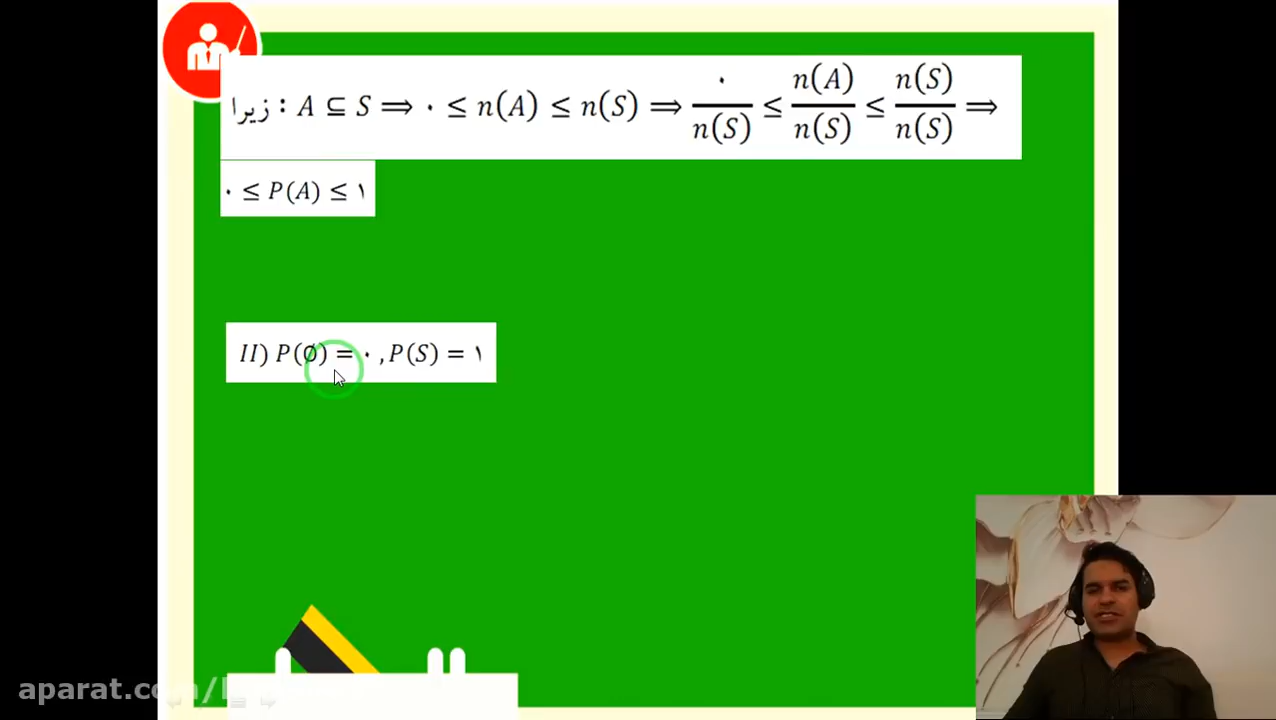 زیرا : A ⊆ S ⟹ ۰ ≤ n(A) ≤ n(S) ⟹ ۰/n(S) ≤ n(A)/n(S) ≤ n(S)/n(S) ⟹
۰ ≤ P(A) ≤ ۱
II) P(∅) = ۰ , P(S) = ۱
aparat.com/